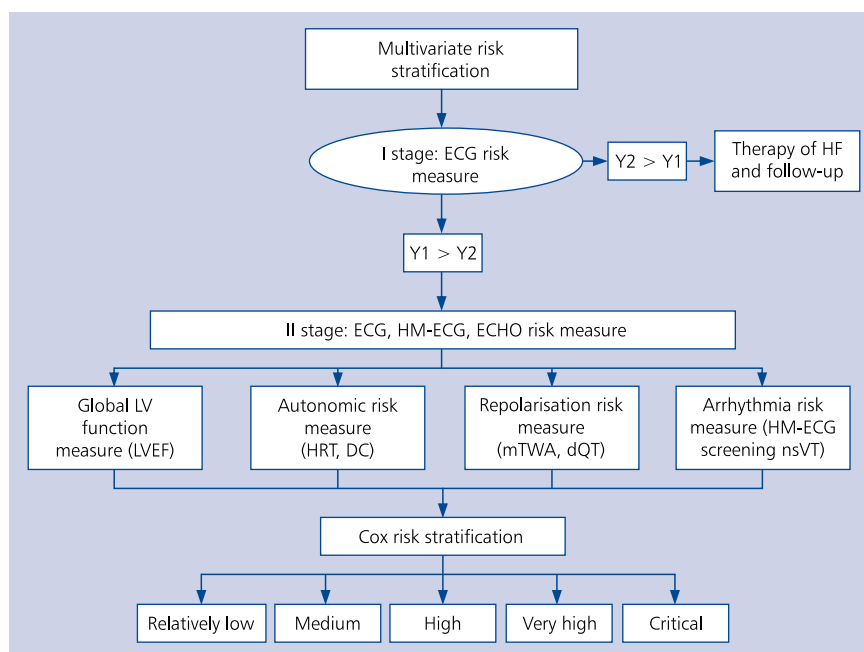 Multivariate risk
stratification
I stage: ECG risk
measure
Y2 > Y1
Therapy of HF
and follow-up
Y1 > Y2
II stage: ECG, HM-ECG, ECHO risk measure
Global LV
function
measure (LVEF)
Autonomic risk
measure
(HRT, DC)
Repolarisation risk
measure
(mTWA, dQT)
Arrhythmia risk
measure (HM-ECG
screening nsVT)
Cox risk stratification
Relatively low
Medium
High
Very high
Critical